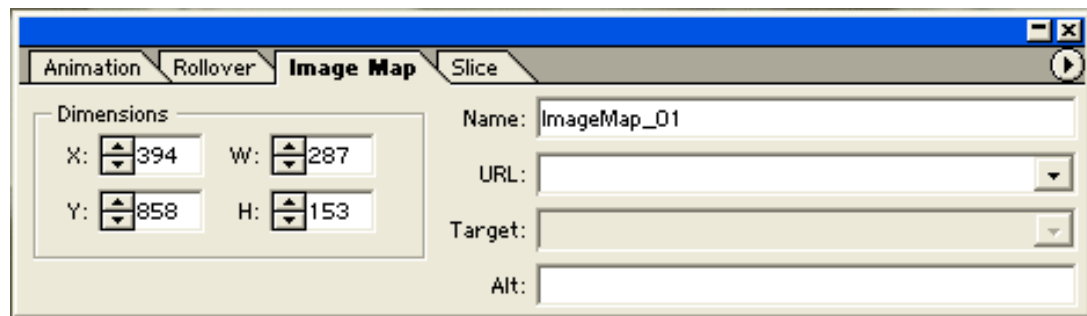 Animation Rollover Image Map Slice
Dimensions
X: 394 W: 287
Y: 858 H: 153
Name: ImageMap_01
URL:
Target:
Alt: